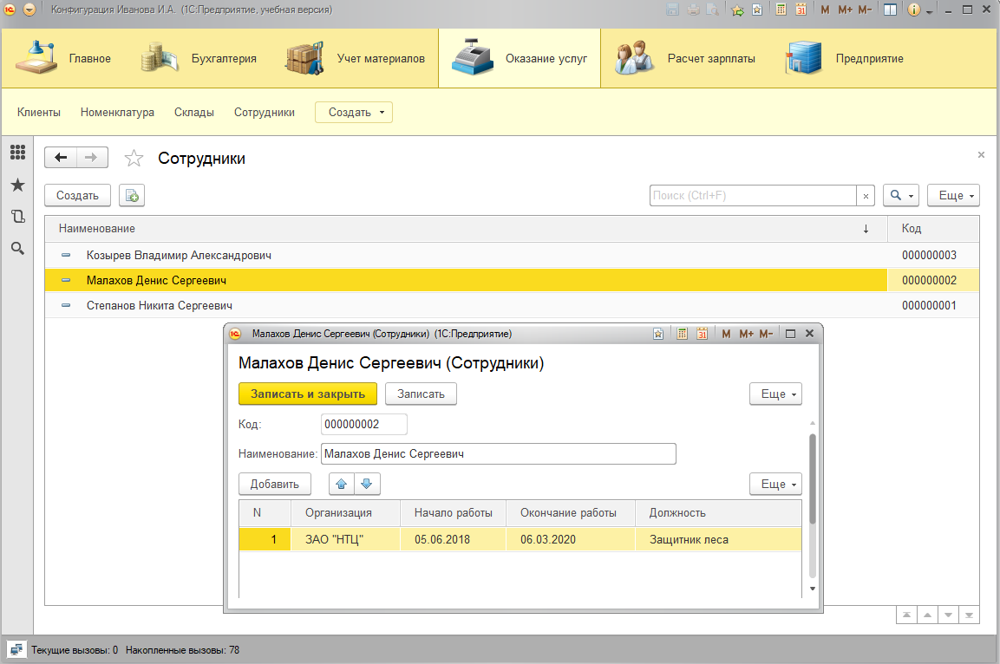 Конфигурация Иванова И.А. (1С:Предприятие, учебная версия) 31 M M+ M- i
Главное Бухгалтерия Учет материалов Оказание услуг Расчет зарплаты Предприятие
Клиенты Номенклатура Склады Сотрудники Создать
Сотрудники
Создать Поиск (Ctrl+F) × Еще
Наименование ↓ Код
Козырев Владимир Александрович 000000003
Малахов Денис Сергеевич 000000002
Степанов Никита Сергеевич 000000001
Малахов Денис Сергеевич (Сотрудники) (1С:Предприятие) 31 M M+ M-
Малахов Денис Сергеевич (Сотрудники)
Записать и закрыть Записать Еще
Код: 000000002
Наименование: Малахов Денис Сергеевич
Добавить Еще
N Организация Начало работы Окончание работы Должность
1 ЗАО "НТЦ" 05.06.2018 06.03.2020 Защитник леса
Текущие вызовы: 0 Накопленные вызовы: 78